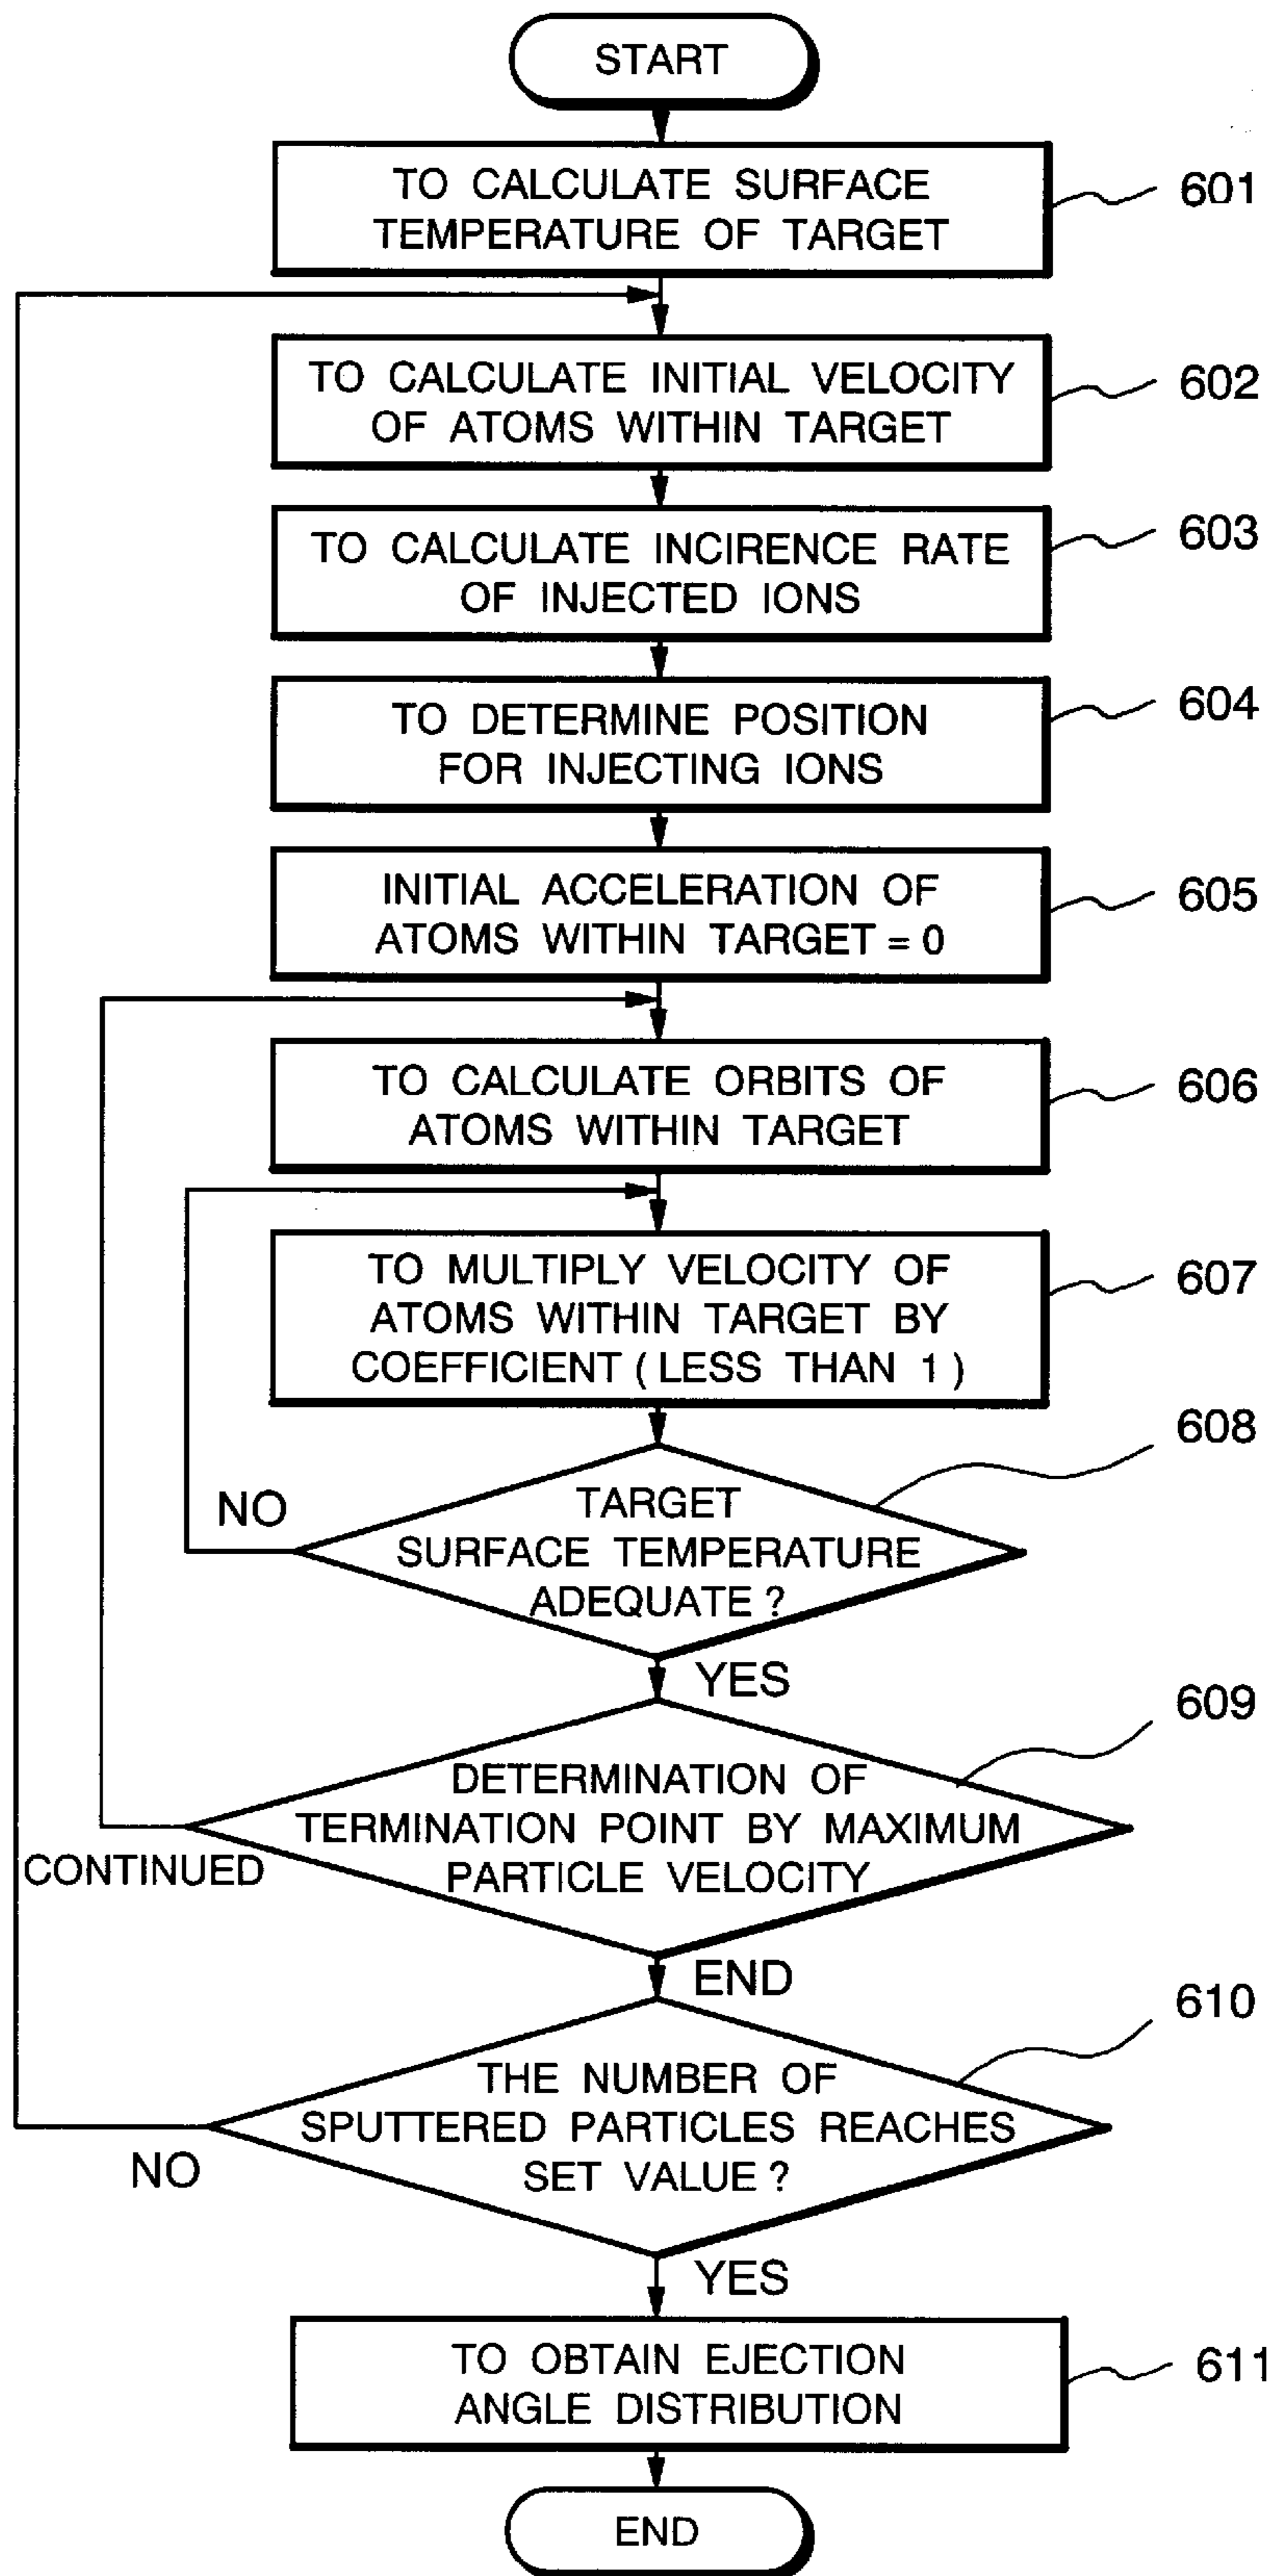 START
TO CALCULATE SURFACE
TEMPERATURE OF TARGET
601
TO CALCULATE INITIAL VELOCITY
OF ATOMS WITHIN TARGET
602
TO CALCULATE INCIRENCE RATE
OF INJECTED IONS
603
TO DETERMINE POSITION
FOR INJECTING IONS
604
INITIAL ACCELERATION OF
ATOMS WITHIN TARGET = 0
605
TO CALCULATE ORBITS OF
ATOMS WITHIN TARGET
606
TO MULTIPLY VELOCITY OF
ATOMS WITHIN TARGET BY
COEFFICIENT ( LESS THAN 1 )
607
608
NO
TARGET
SURFACE TEMPERATURE
ADEQUATE ?
YES
609
DETERMINATION OF
TERMINATION POINT BY MAXIMUM
PARTICLE VELOCITY
CONTINUED
END
610
THE NUMBER OF
SPUTTERED PARTICLES REACHES
SET VALUE ?
NO
YES
TO OBTAIN EJECTION
ANGLE DISTRIBUTION
611
END